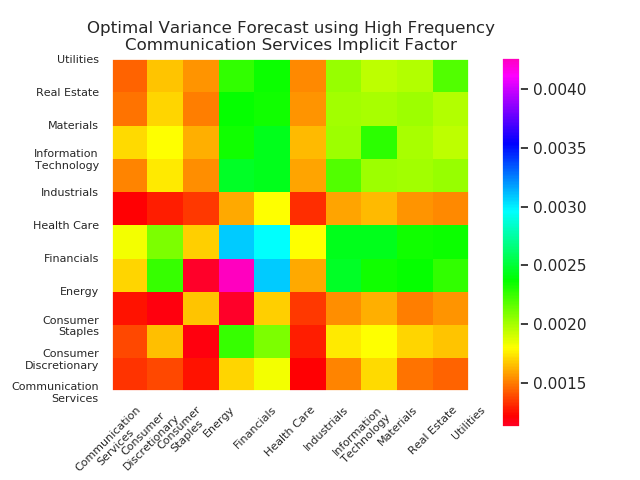 Optimal Variance Forecast using High Frequency
Communication Services Implicit Factor
Utilities
Real Estate
Materials
Information
Technology
Industrials
Health Care
Financials
Energy
Consumer
Staples
Consumer
Discretionary
Communication
Services
0.0040
0.0035
0.0030
0.0025
0.0020
0.0015
Communication
Services
Consumer
Discretionary
Consumer
Staples
Energy
Financials
Health Care
Industrials
Information
Technology
Materials
Real Estate
Utilities